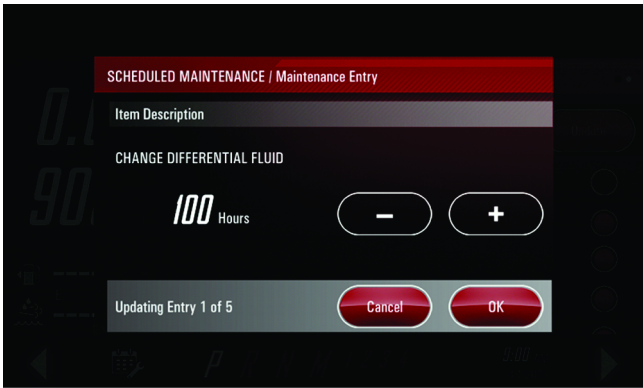 SCHEDULED MAINTENANCE / Maintenance Entry
Item Description
CHANGE DIFFERENTIAL FLUID
100 Hours
Updating Entry 1 of 5
Cancel
OK